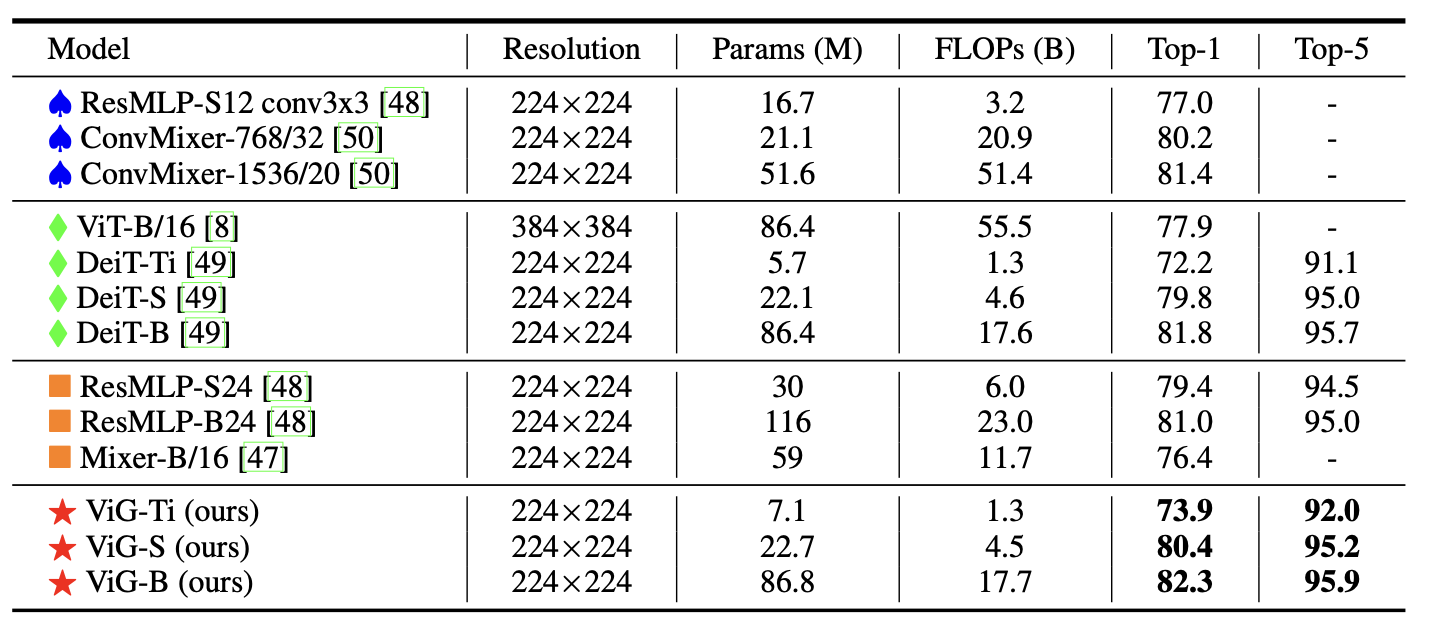 Model Resolution Params (M) FLOPs (B) Top-1 Top-5
♠ ResMLP-S12 conv3x3 [48] 224×224 16.7 3.2 77.0 -
♠ ConvMixer-768/32 [50] 224×224 21.1 20.9 80.2 -
♠ ConvMixer-1536/20 [50] 224×224 51.6 51.4 81.4 -
♦ ViT-B/16 [8] 384×384 86.4 55.5 77.9 -
♦ DeiT-Ti [49] 224×224 5.7 1.3 72.2 91.1
♦ DeiT-S [49] 224×224 22.1 4.6 79.8 95.0
♦ DeiT-B [49] 224×224 86.4 17.6 81.8 95.7
■ ResMLP-S24 [48] 224×224 30 6.0 79.4 94.5
■ ResMLP-B24 [48] 224×224 116 23.0 81.0 95.0
■ Mixer-B/16 [47] 224×224 59 11.7 76.4 -
★ ViG-Ti (ours) 224×224 7.1 1.3 73.9 92.0
★ ViG-S (ours) 224×224 22.7 4.5 80.4 95.2
★ ViG-B (ours) 224×224 86.8 17.7 82.3 95.9